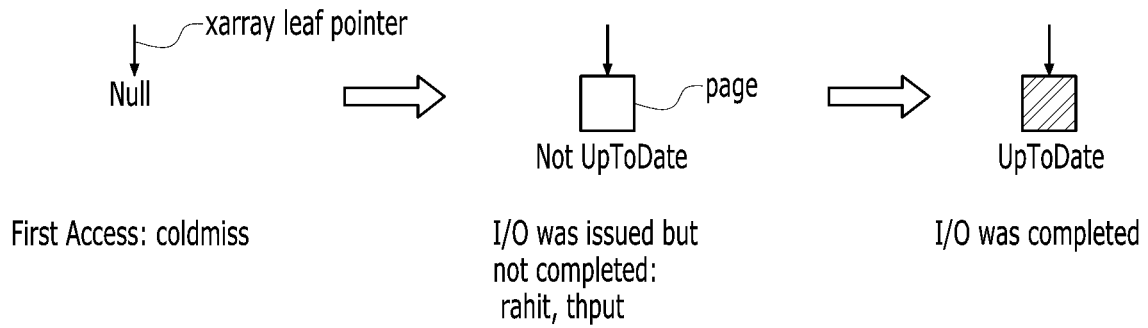 xarray leaf pointer
Null
page
Not UpToDate
UpToDate
First Access: coldmiss
I/O was issued but
not completed:
rahit, thput
I/O was completed